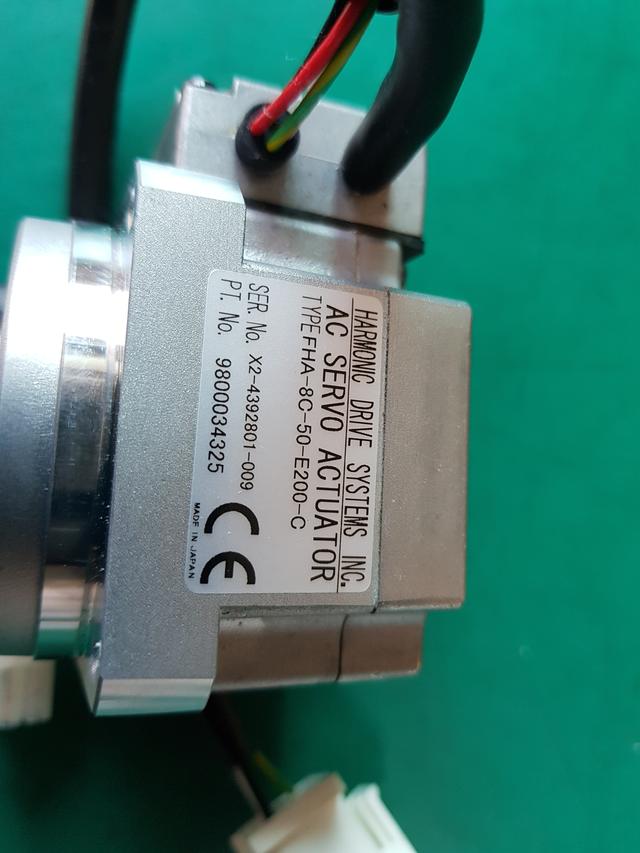 HARMONIC DRIVE SYSTEMS INC.
AC SERVO ACTUATOR
TYPE FHA-8C-50-E200-C
SER. No. X2-4392801-009
PT. No. 9800034325
CE
MADE IN JAPAN